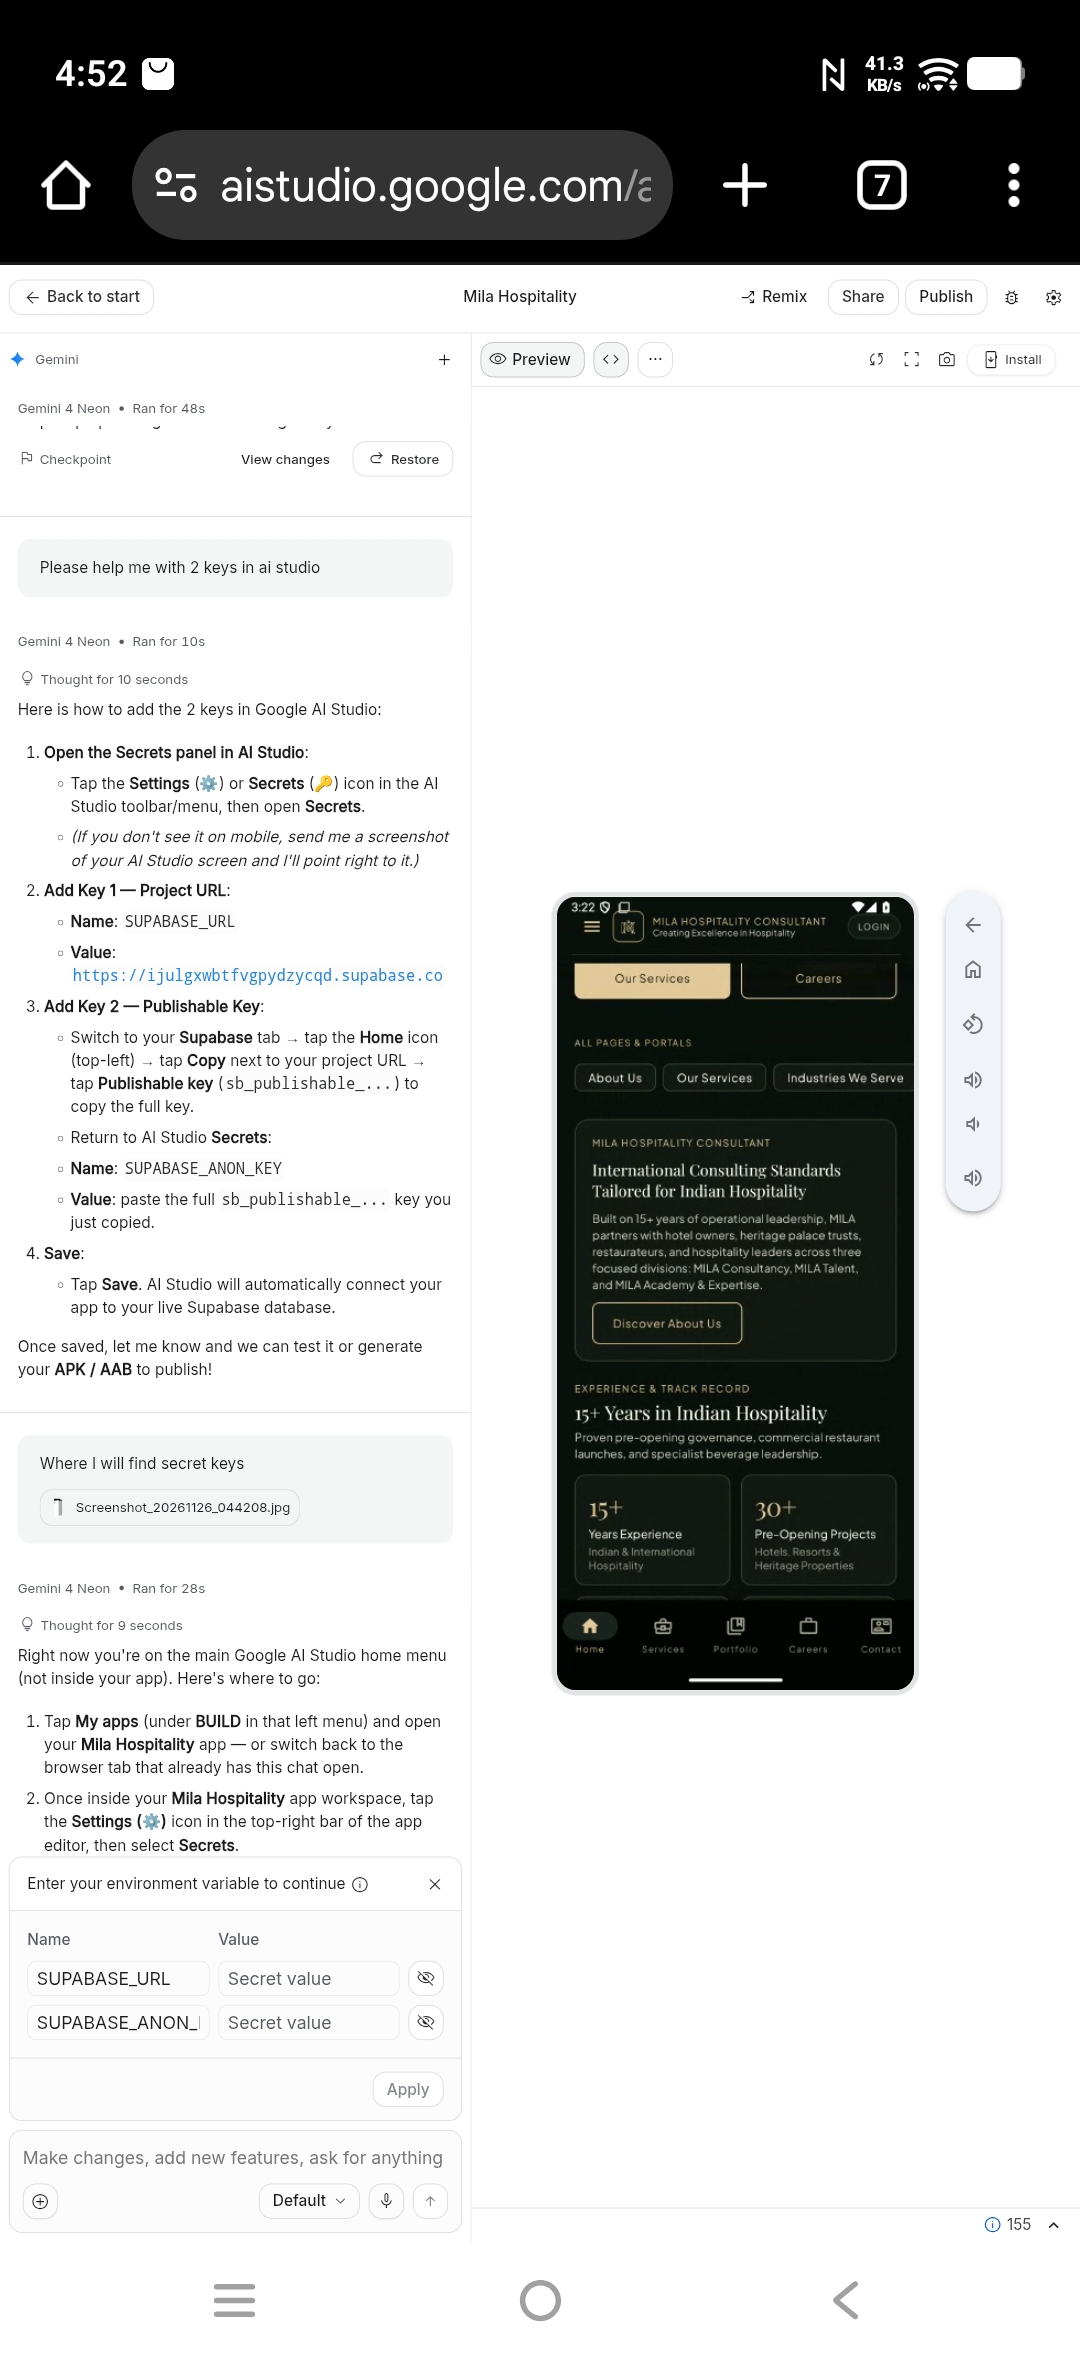 4:52
41.3
KB/s
aistudio.google.com/
7
Back to start
Mila Hospitality
Remix
Share
Publish
Gemini
Preview
Install
Gemini 4 Neon • Ran for 48s
Checkpoint
View changes
Restore
Please help me with 2 keys in ai studio
Gemini 4 Neon • Ran for 10s
Thought for 10 seconds
Here is how to add the 2 keys in Google AI Studio:
1. Open the Secrets panel in AI Studio:
Tap the Settings (⚙️) or Secrets (🔑) icon in the AI
Studio toolbar/menu, then open Secrets.
(If you don't see it on mobile, send me a screenshot
of your AI Studio screen and I'll point right to it.)
2. Add Key 1 — Project URL:
Name: SUPABASE_URL
Value:
https://ijulgxwbtfvgpydzycqd.supabase.co
3. Add Key 2 — Publishable Key:
Switch to your Supabase tab → tap the Home icon
(top-left) → tap Copy next to your project URL →
tap Publishable key (sb_publishable_...) to
copy the full key.
Return to AI Studio Secrets:
Name: SUPABASE_ANON_KEY
Value: paste the full sb_publishable_... key you
just copied.
4. Save:
Tap Save. AI Studio will automatically connect your
app to your live Supabase database.
Once saved, let me know and we can test it or generate
your APK / AAB to publish!
Where I will find secret keys
Screenshot_20261126_044208.jpg
Gemini 4 Neon • Ran for 28s
Thought for 9 seconds
Right now you're on the main Google AI Studio home menu
(not inside your app). Here's where to go:
1. Tap My apps (under BUILD in that left menu) and open
your Mila Hospitality app — or switch back to the
browser tab that already has this chat open.
2. Once inside your Mila Hospitality app workspace, tap
the Settings (⚙️) icon in the top-right bar of the app
editor, then select Secrets.
Enter your environment variable to continue
Name
Value
SUPABASE_URL
Secret value
SUPABASE_ANON_
Secret value
Apply
Make changes, add new features, ask for anything
Default
3:22
MILA HOSPITALITY CONSULTANT
Creating Excellence in Hospitality
LOGIN
Our Services
Careers
ALL PAGES & PORTALS
About Us
Our Services
Industries We Serve
MILA HOSPITALITY CONSULTANT
International Consulting Standards
Tailored for Indian Hospitality
Built on 15+ years of operational leadership, MILA
partners with hotel owners, heritage palace trusts,
restaurateurs, and hospitality leaders across three
focused divisions: MILA Consultancy, MILA Talent,
and MILA Academy & Expertise.
Discover About Us
EXPERIENCE & TRACK RECORD
15+ Years in Indian Hospitality
Proven pre-opening governance, commercial restaurant
launches, and specialist beverage leadership.
15+
Years Experience
Indian & International
Hospitality
30+
Pre-Opening Projects
Hotels, Resorts &
Heritage Properties
Home
Services
Portfolio
Careers
Contact
155